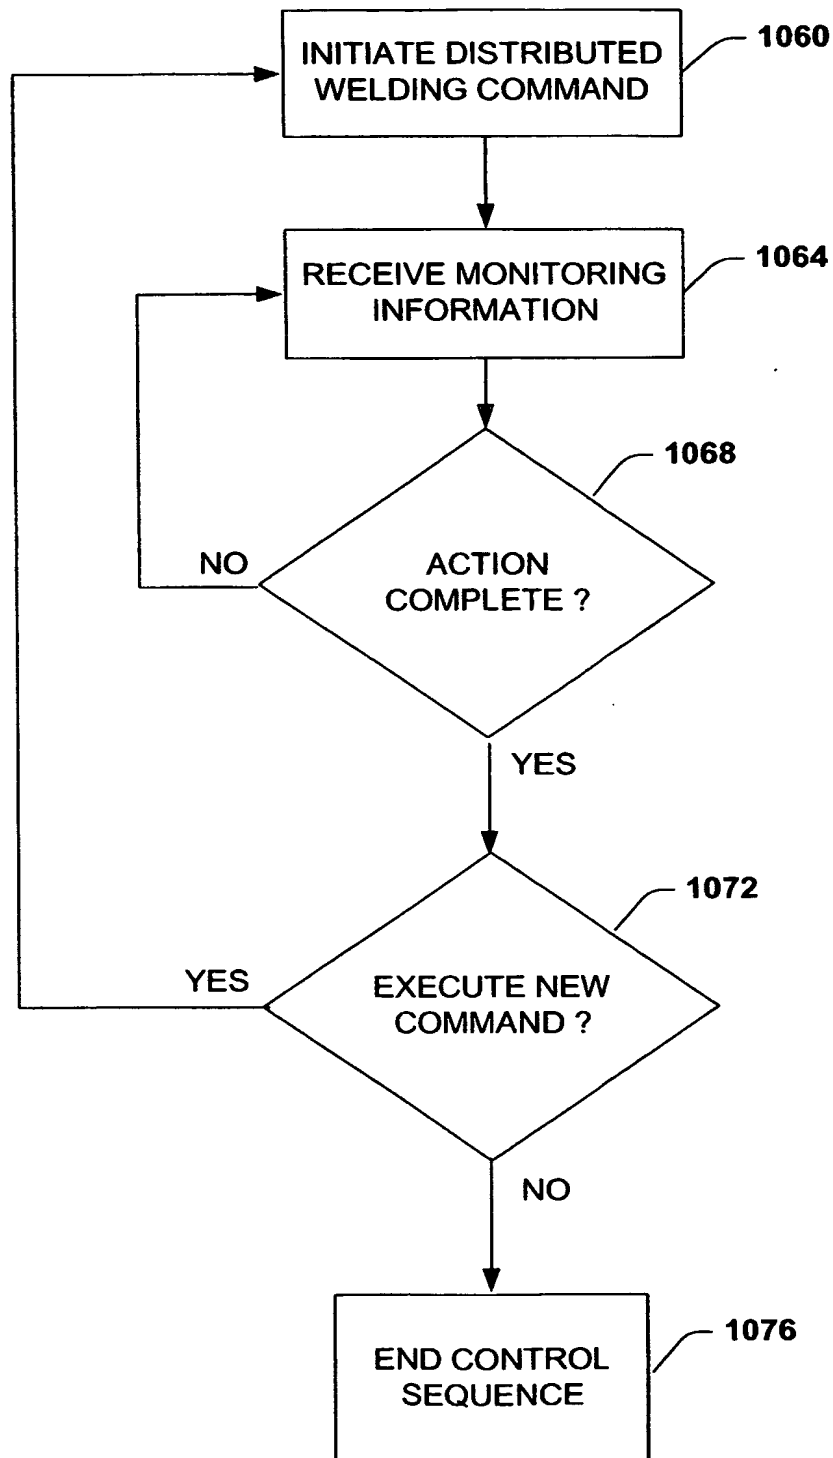 INITIATE DISTRIBUTED
WELDING COMMAND
1060
RECEIVE MONITORING
INFORMATION
1064
1068
ACTION
COMPLETE ?
NO
YES
1072
EXECUTE NEW
COMMAND ?
YES
NO
1076
END CONTROL
SEQUENCE